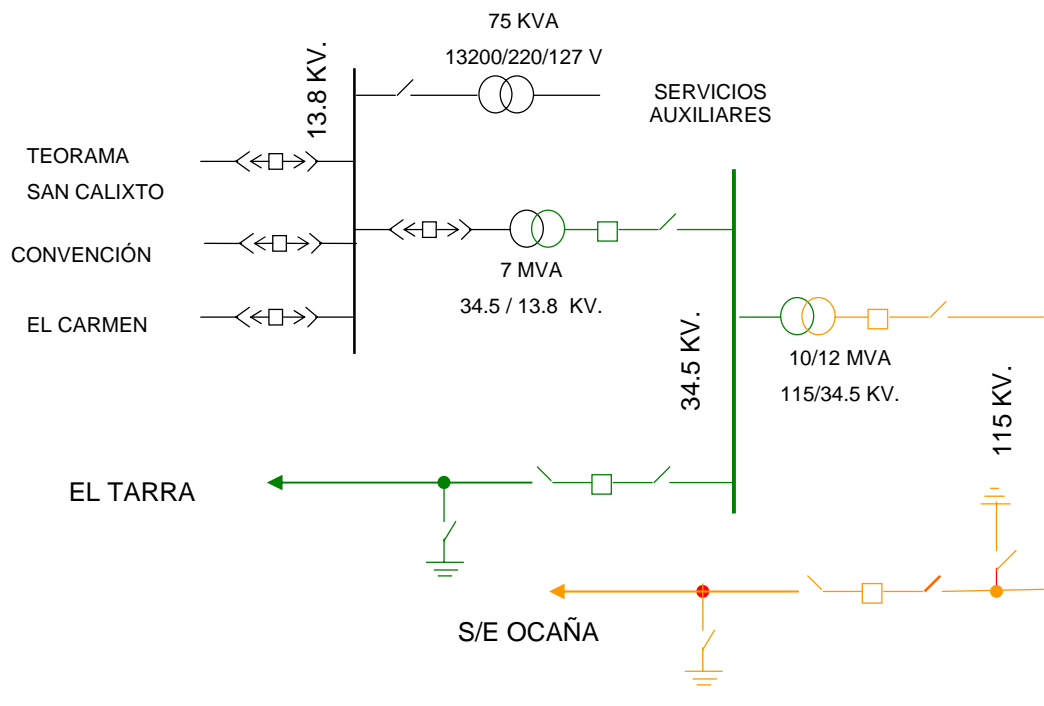 75 KVA
13200/220/127 V
13.8 KV.
SERVICIOS
AUXILIARES
TEORAMA
SAN CALIXTO
CONVENCIÓN
EL CARMEN
7 MVA
34.5 / 13.8 KV.
34.5 KV.
10/12 MVA
115/34.5 KV.
115 KV.
EL TARRA
S/E OCAÑA